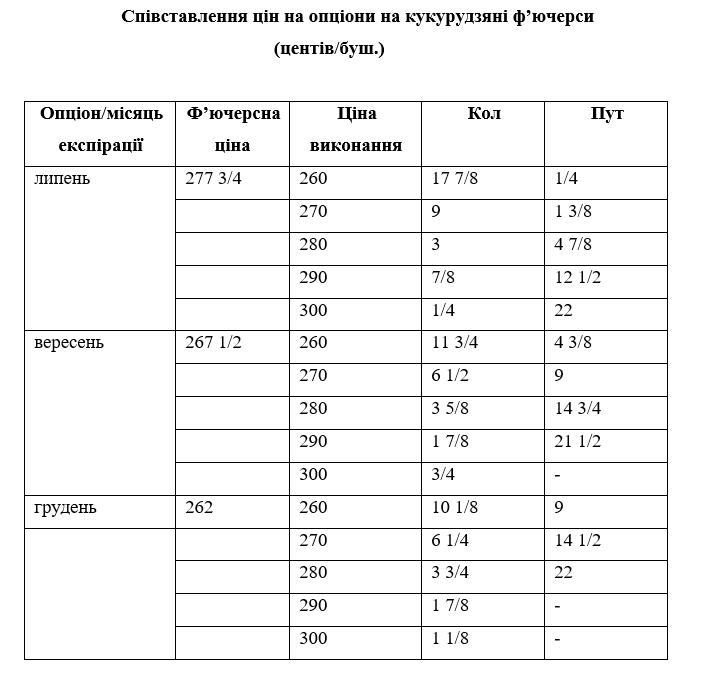 Співставлення цін на опціони на кукурудзяні ф’ючерси
(центів/буш.)
Опціон/місяць експірації Ф’ючерсна ціна Ціна виконання Кол Пут
липень 277 3/4 260 17 7/8 1/4
270 9 1 3/8
280 3 4 7/8
290 7/8 12 1/2
300 1/4 22
вересень 267 1/2 260 11 3/4 4 3/8
270 6 1/2 9
280 3 5/8 14 3/4
290 1 7/8 21 1/2
300 3/4 -
грудень 262 260 10 1/8 9
270 6 1/4 14 1/2
280 3 3/4 22
290 1 7/8 -
300 1 1/8 -